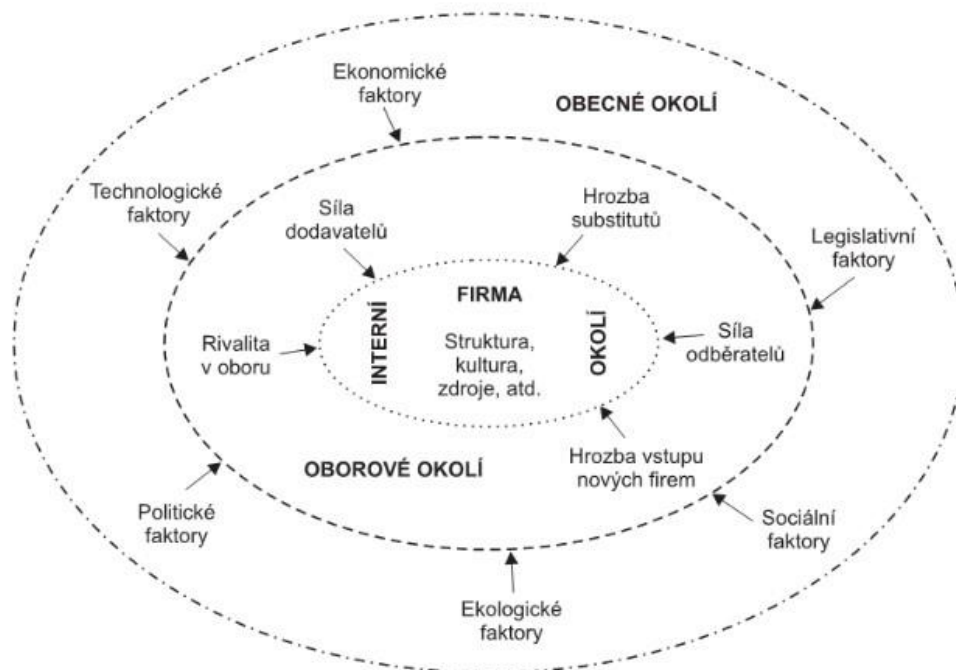 Ekonomické
faktory
OBECNÉ OKOLÍ
Technologické
faktory
Síla
dodavatelů
Hrozba
substitutů
Legislativní
faktory
INTERNÍ
FIRMA
OKOLÍ
Struktura,
kultura,
zdroje, atd.
Rivalita
v oboru
Síla
odběratelů
OBOROVÉ OKOLÍ
Hrozba vstupu
nových firem
Politické
faktory
Sociální
faktory
Ekologické
faktory